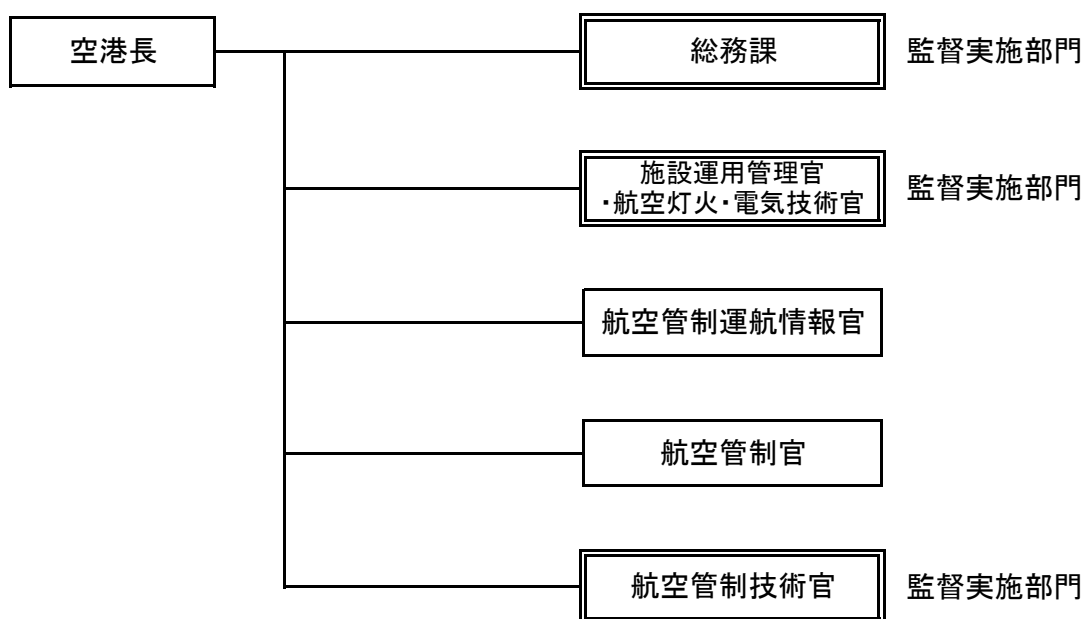 空港長
総務課
監督実施部門
施設運用管理官
・航空灯火・電気技術官
監督実施部門
航空管制運航情報官
航空管制官
航空管制技術官
監督実施部門